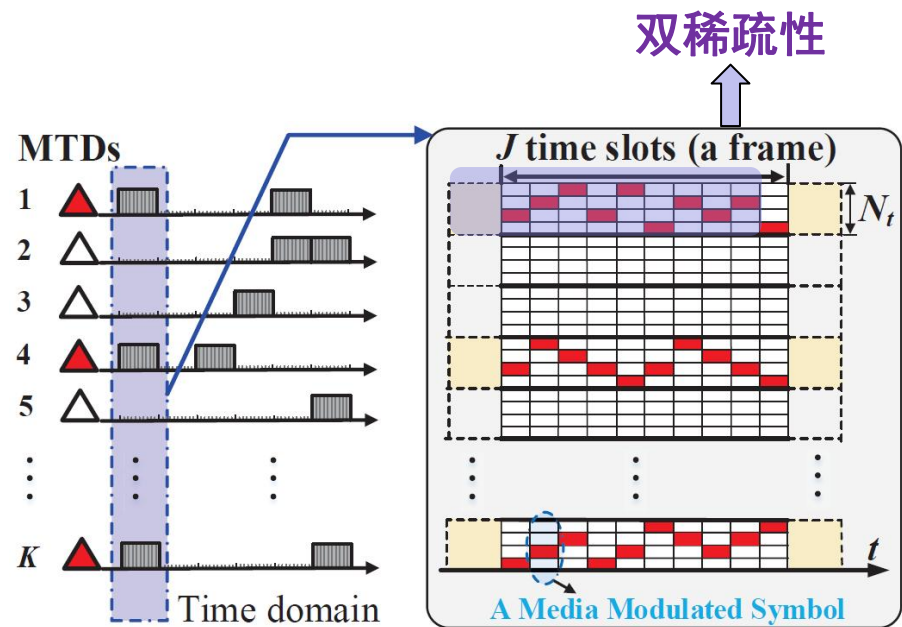 双稀疏性
MTDs
J time slots (a frame)
1
N_t
2
3
4
5
K
t
Time domain
A Media Modulated Symbol